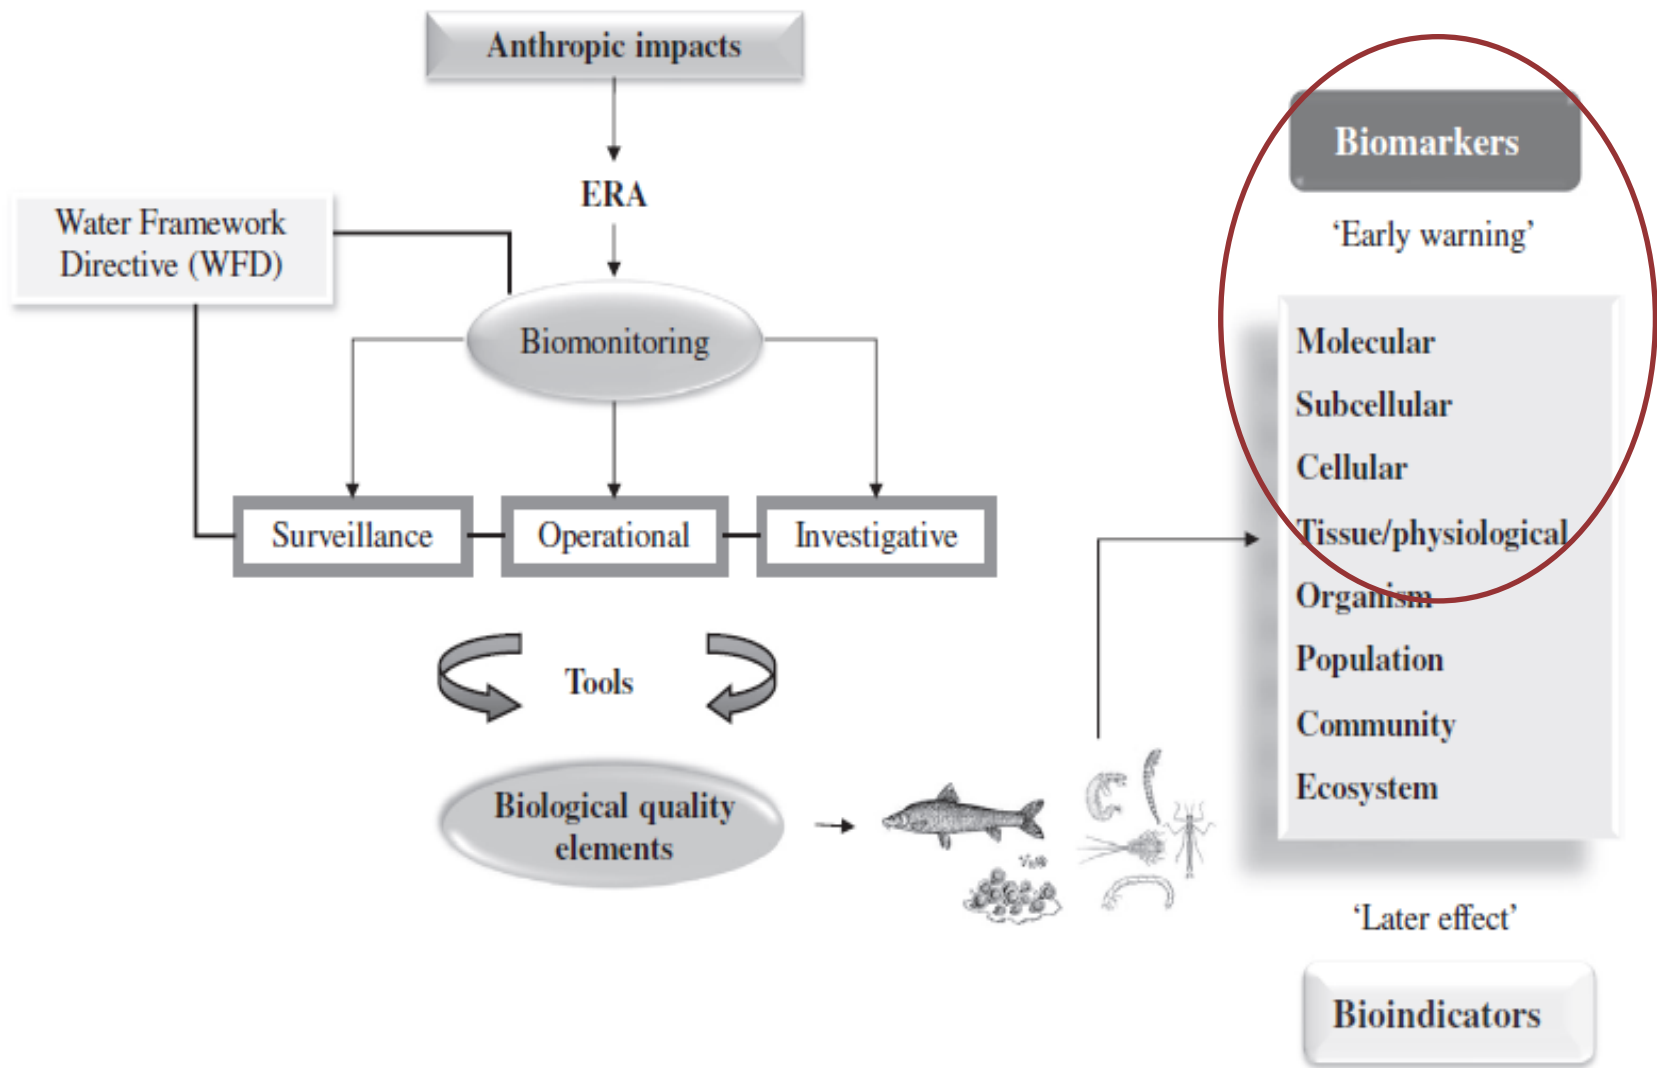 Anthropic impacts
ERA
Water Framework
Directive (WFD)
Biomonitoring
Surveillance
Operational
Investigative
Tools
Biological quality
elements
Biomarkers
‘Early warning’
Molecular
Subcellular
Cellular
Tissue/physiological
Organism
Population
Community
Ecosystem
‘Later effect’
Bioindicators